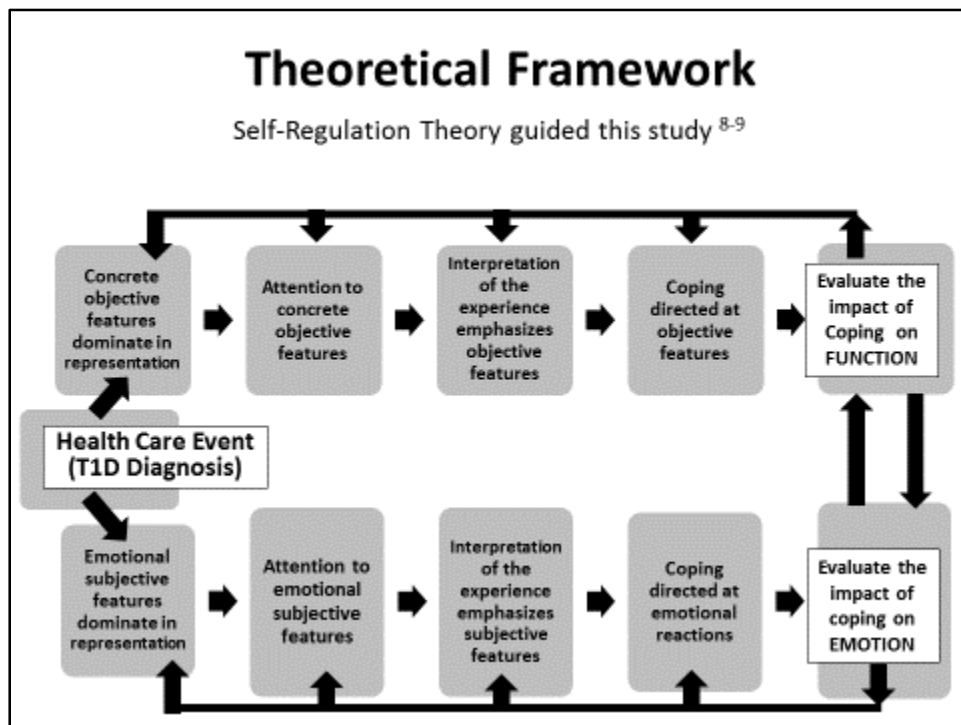 Theoretical Framework
Self-Regulation Theory guided this study 8-9
Concrete
objective
features
dominate in
representation
Attention to
concrete
objective
features
Interpretation
of the
experience
emphasizes
objective
features
Coping
directed at
objective
features
Evaluate the
impact of
Coping on
FUNCTION
Health Care Event
(T1D Diagnosis)
Emotional
subjective
features
dominate in
representation
Attention to
emotional
subjective
features
Interpretation
of the
experience
emphasizes
subjective
features
Coping
directed at
emotional
reactions
Evaluate the
impact of
coping on
EMOTION